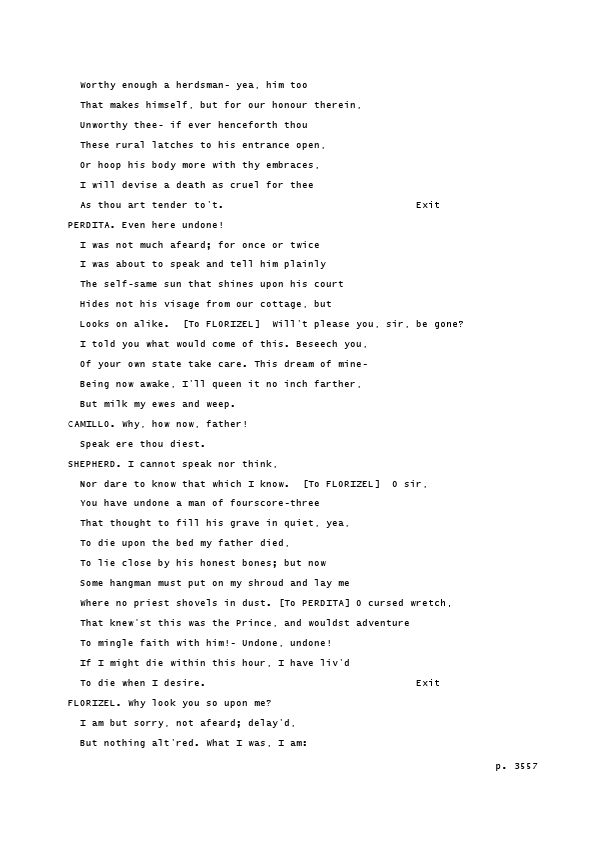 Worthy enough a herdsman- yea, him too
That makes himself, but for our honour therein,
Unworthy thee- if ever henceforth thou
These rural latches to his entrance open,
Or hoop his body more with thy embraces,
I will devise a death as cruel for thee
As thou art tender to't. Exit
PERDITA. Even here undone!
I was not much afeard; for once or twice
I was about to speak and tell him plainly
The self-same sun that shines upon his court
Hides not his visage from our cottage, but
Looks on alike. [To FLORIZEL] Will't please you, sir, be gone?
I told you what would come of this. Beseech you,
Of your own state take care. This dream of mine-
Being now awake, I'll queen it no inch farther,
But milk my ewes and weep.
CAMILLO. Why, how now, father!
Speak ere thou diest.
SHEPHERD. I cannot speak nor think,
Nor dare to know that which I know. [To FLORIZEL] O sir,
You have undone a man of fourscore-three
That thought to fill his grave in quiet, yea,
To die upon the bed my father died,
To lie close by his honest bones; but now
Some hangman must put on my shroud and lay me
Where no priest shovels in dust. [To PERDITA] O cursed wretch,
That knew'st this was the Prince, and wouldst adventure
To mingle faith with him!- Undone, undone!
If I might die within this hour, I have liv'd
To die when I desire. Exit
FLORIZEL. Why look you so upon me?
I am but sorry, not afeard; delay'd,
But nothing alt'red. What I was, I am:
p. 3557